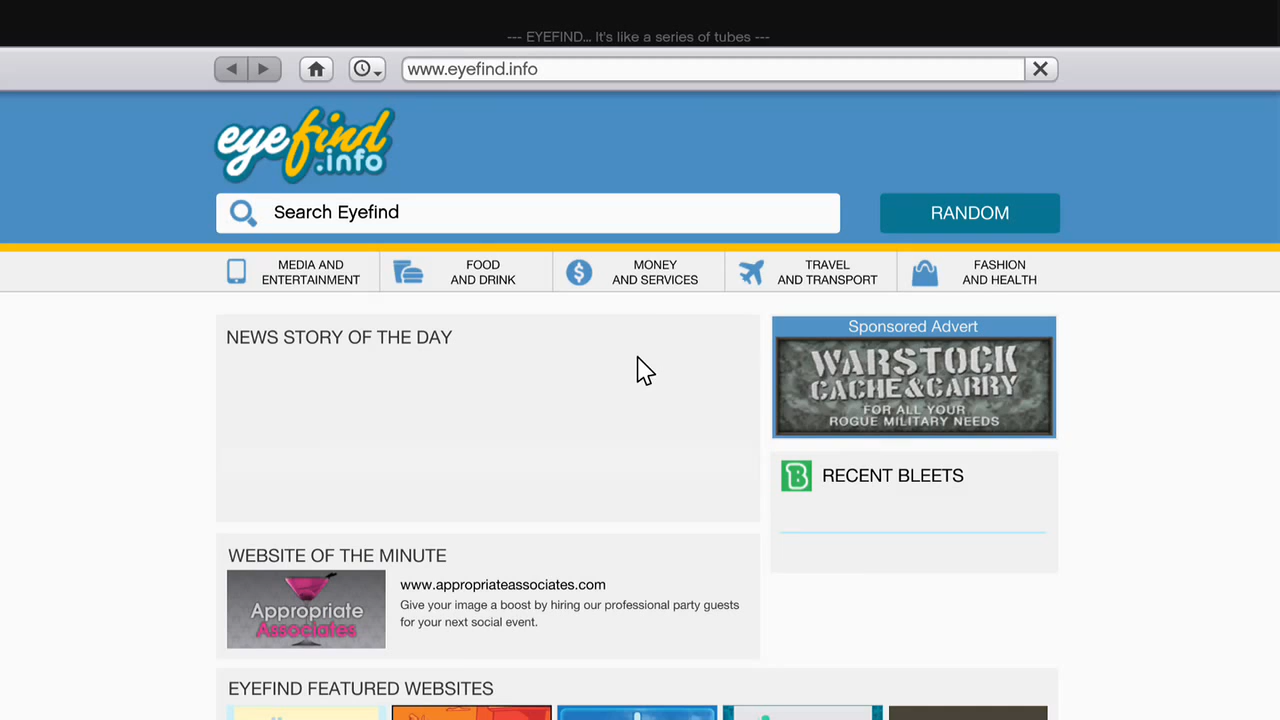 --- EYEFIND... It's like a series of tubes ---
www.eyefind.info
eyefind
.info
Search Eyefind
RANDOM
MEDIA AND
ENTERTAINMENT
FOOD
AND DRINK
MONEY
AND SERVICES
TRAVEL
AND TRANSPORT
FASHION
AND HEALTH
NEWS STORY OF THE DAY
Sponsored Advert
WARSTOCK
CACHE&CARRY
FOR ALL YOUR
ROGUE MILITARY NEEDS
B RECENT BLEETS
WEBSITE OF THE MINUTE
Appropriate
Associates
www.appropriateassociates.com
Give your image a boost by hiring our professional party guests
for your next social event.
EYEFIND FEATURED WEBSITES